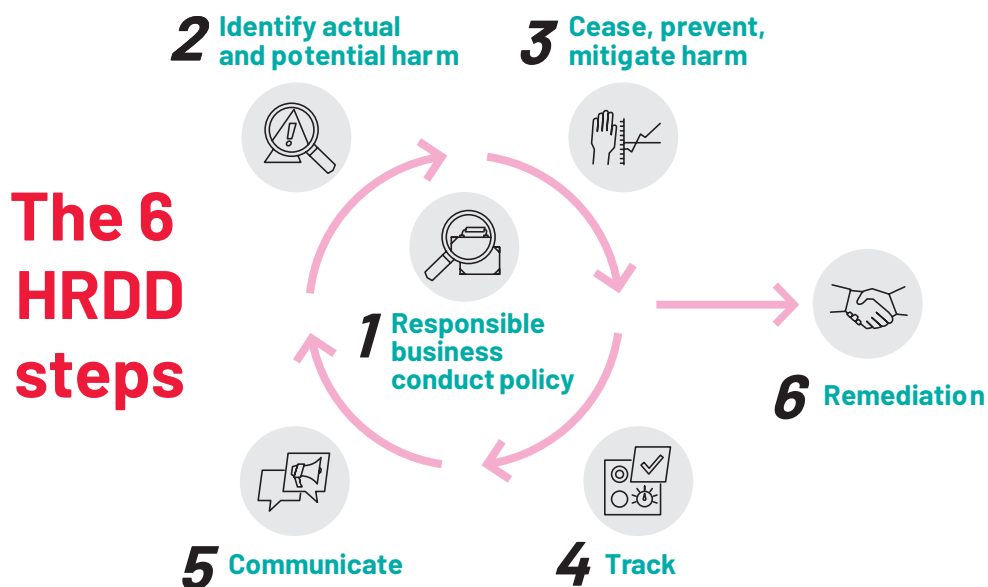 The 6
HRDD
steps
1 Responsible
business
conduct policy
2 Identify actual
and potential harm
3 Cease, prevent,
mitigate harm
4 Track
5 Communicate
6 Remediation